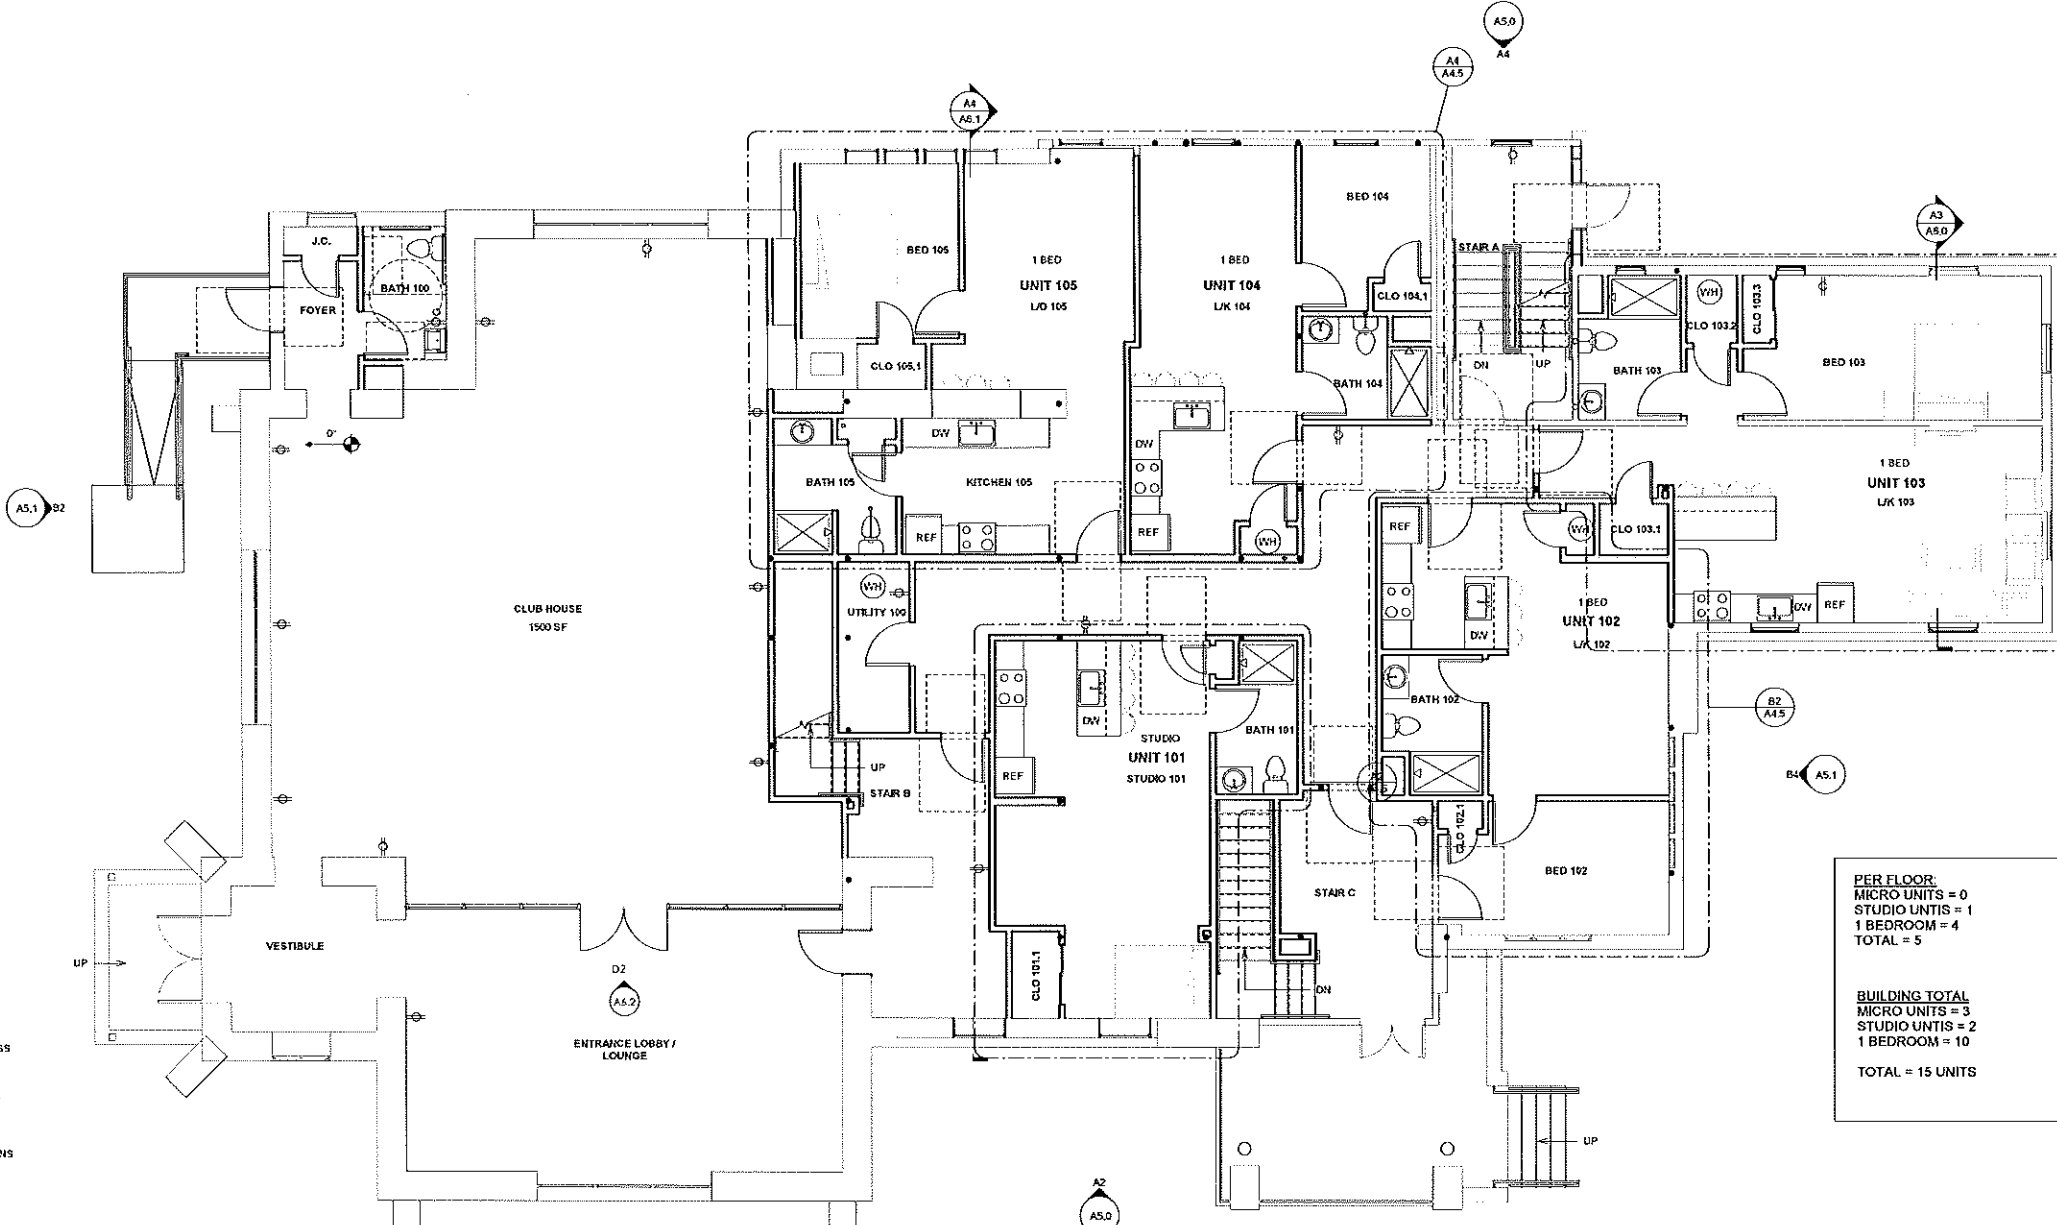 A5.0
A4
A4
A4.5
A4
A6.1
A3
A5.0
J.C.
BATH 100
FOYER
BED 105
1 BED
UNIT 105
L/D 105
CLO 105.1
1 BED
UNIT 104
L/K 104
BED 104
CLO 104.1
BATH 104
STAIR A
DN
UP
WH
CLO 103.2
CLO 103.3
BATH 103
BED 103
1 BED
UNIT 103
L/K 103
0"
A5.1
B2
DW
BATH 105
KITCHEN 105
REF
DW
REF
WH
REF
WH
CLO 103.1
DW
REF
CLUB HOUSE
1500 SF
WH
UTILITY 100
1 BED
UNIT 102
L/K 102
DW
BATH 102
B2
A4.5
B4
A5.1
DW
STUDIO
UNIT 101
STUDIO 101
BATH 101
REF
UP
STAIR B
CLO 102.1
BED 102
STAIR C
VESTIBULE
UP
D2
A6.2
CLO 101.1
DN
ENTRANCE LOBBY /
LOUNGE
UP
A2
A5.0
SS
NS
PER FLOOR:
MICRO UNITS = 0
STUDIO UNTIS = 1
1 BEDROOM = 4
TOTAL = 5
BUILDING TOTAL
MICRO UNITS = 3
STUDIO UNTIS = 2
1 BEDROOM = 10
TOTAL = 15 UNITS